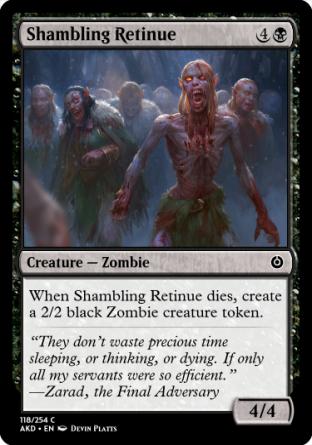 Shambling Retinue 4
Creature — Zombie
When Shambling Retinue dies, create
a 2/2 black Zombie creature token.
“They don’t waste precious time
sleeping, or thinking, or dying. If only
all my servants were so efficient.”
—Zarad, the Final Adversary
4/4
118/254 C
AKD • EN DEVIN PLATTS